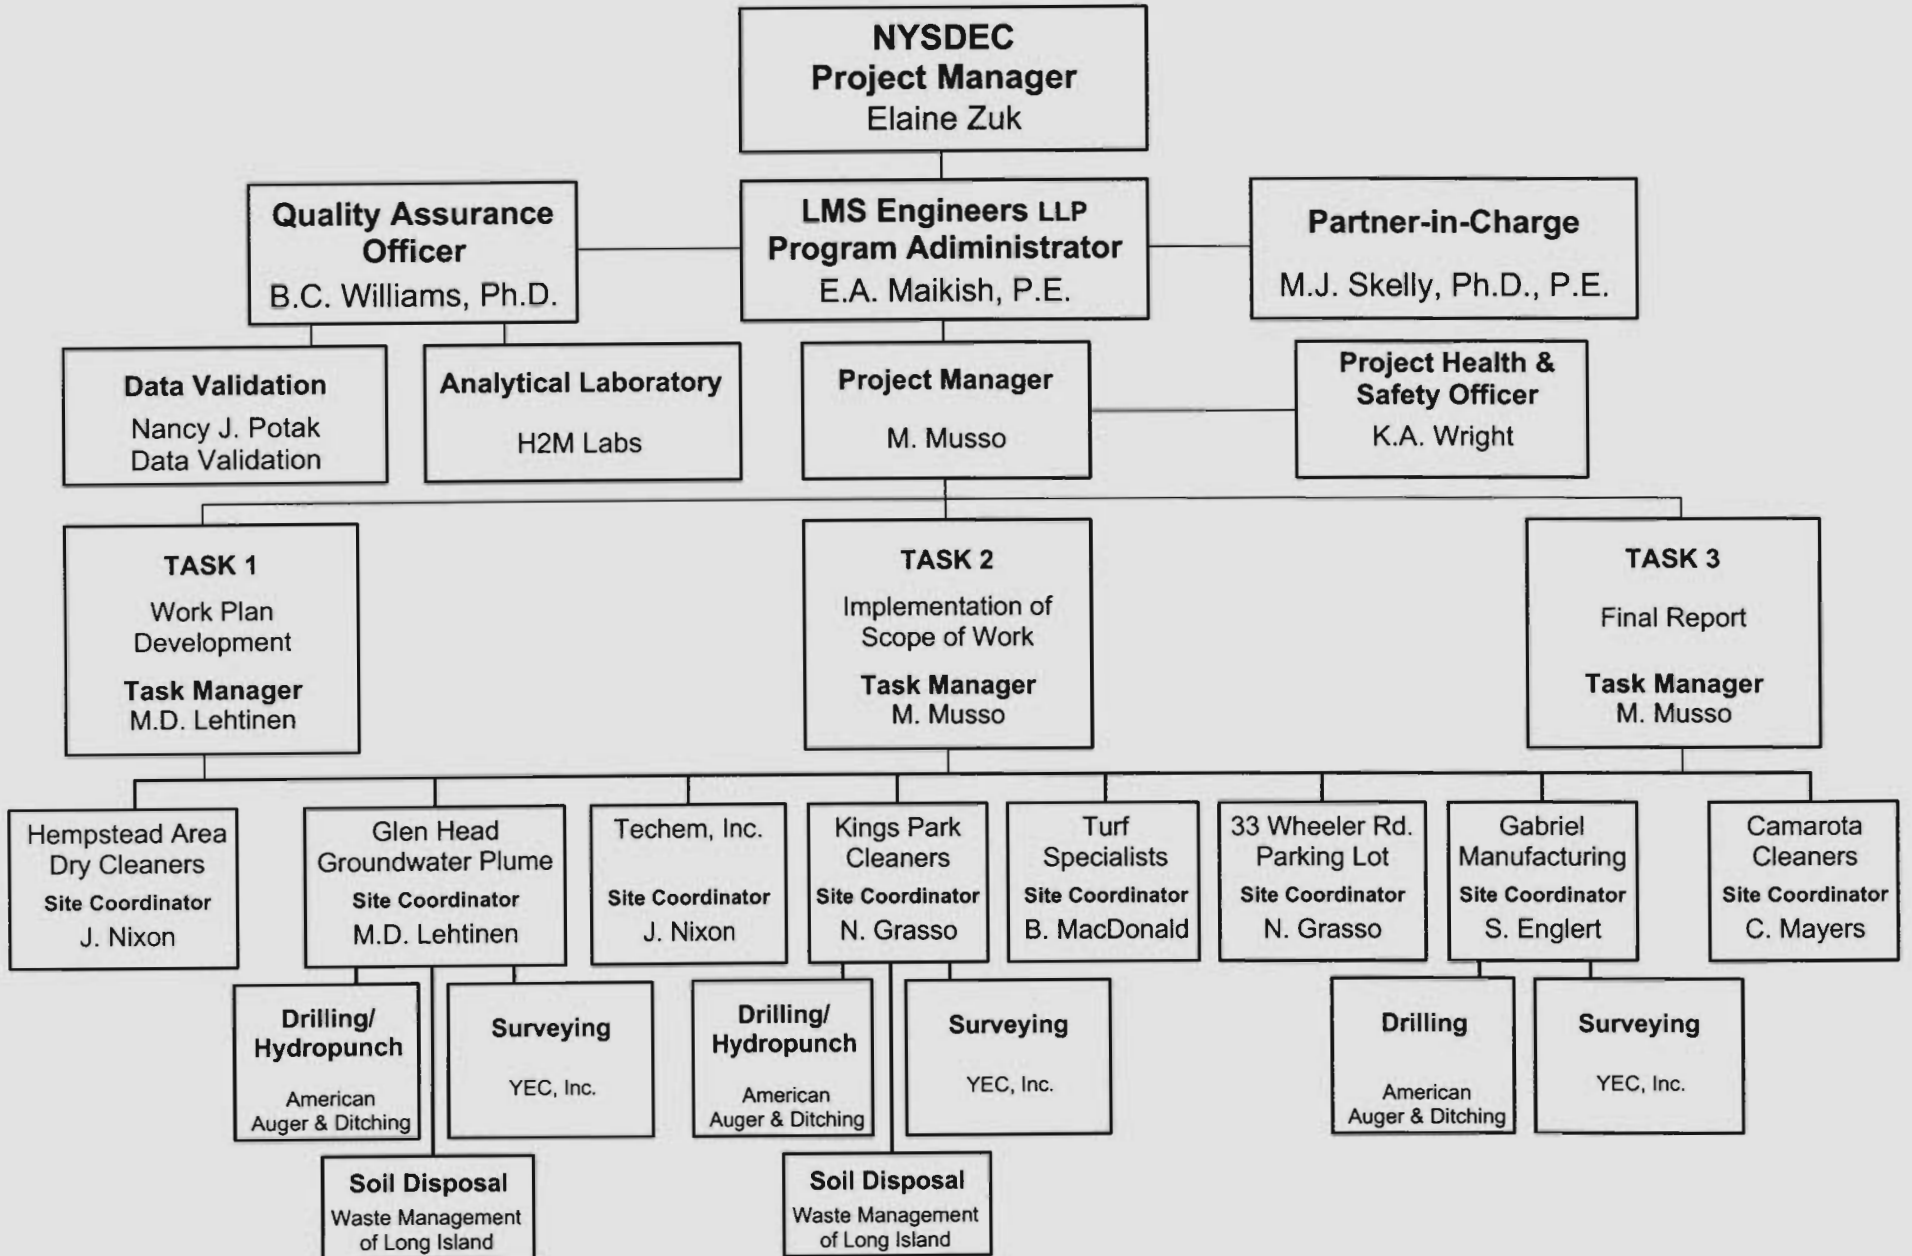 NYSDEC
Project Manager
Elaine Zuk
Quality Assurance
Officer
B.C. Williams, Ph.D.
LMS Engineers LLP
Program Adiministrator
E.A. Maikish, P.E.
Partner-in-Charge
M.J. Skelly, Ph.D., P.E.
Data Validation
Nancy J. Potak
Data Validation
Analytical Laboratory
H2M Labs
Project Manager
M. Musso
Project Health &
Safety Officer
K.A. Wright
TASK 1
Work Plan
Development
Task Manager
M.D. Lehtinen
TASK 2
Implementation of
Scope of Work
Task Manager
M. Musso
TASK 3
Final Report
Task Manager
M. Musso
Hempstead Area
Dry Cleaners
Site Coordinator
J. Nixon
Glen Head
Groundwater Plume
Site Coordinator
M.D. Lehtinen
Techem, Inc.
Site Coordinator
J. Nixon
Kings Park
Cleaners
Site Coordinator
N. Grasso
Turf
Specialists
Site Coordinator
B. MacDonald
33 Wheeler Rd.
Parking Lot
Site Coordinator
N. Grasso
Gabriel
Manufacturing
Site Coordinator
S. Englert
Camarota
Cleaners
Site Coordinator
C. Mayers
Drilling/
Hydropunch
American
Auger & Ditching
Surveying
YEC, Inc.
Drilling/
Hydropunch
American
Auger & Ditching
Surveying
YEC, Inc.
Drilling
American
Auger & Ditching
Surveying
YEC, Inc.
Soil Disposal
Waste Management
of Long Island
Soil Disposal
Waste Management
of Long Island